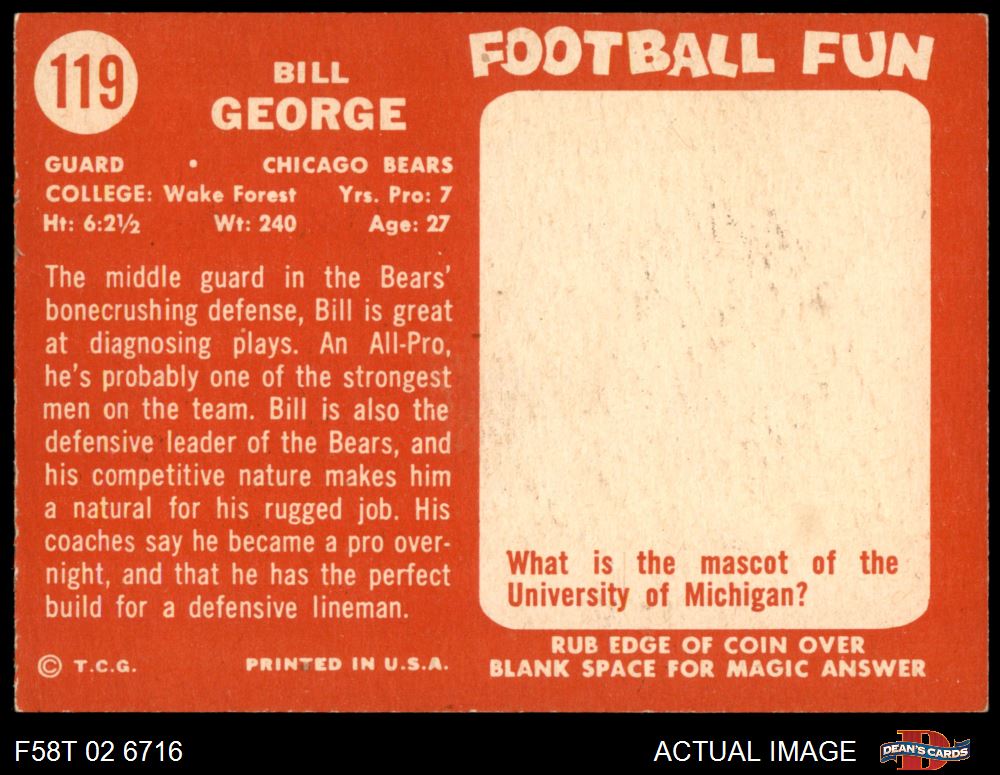 119
BILL
GEORGE
GUARD • CHICAGO BEARS
COLLEGE: Wake Forest Yrs. Pro: 7
Ht: 6:2½ Wt: 240 Age: 27
The middle guard in the Bears'
bonecrushing defense, Bill is great
at diagnosing plays. An All-Pro,
he's probably one of the strongest
men on the team. Bill is also the
defensive leader of the Bears, and
his competitive nature makes him
a natural for his rugged job. His
coaches say he became a pro over-
night, and that he has the perfect
build for a defensive lineman.
© T.C.G. PRINTED IN U.S.A.
FOOTBALL FUN
What is the mascot of the
University of Michigan?
RUB EDGE OF COIN OVER
BLANK SPACE FOR MAGIC ANSWER
F58T 02 6716
ACTUAL IMAGE
D
DEAN'S CARDS